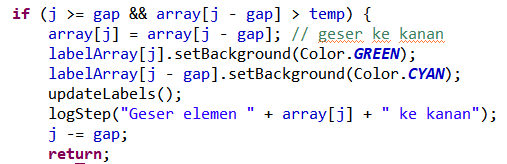 if (j >= gap && array[j - gap] > temp) {
array[j] = array[j - gap]; // geser ke kanan
labelArray[j].setBackground(Color.GREEN);
labelArray[j - gap].setBackground(Color.CYAN);
updateLabels();
logStep("Geser elemen " + array[j] + " ke kanan");
j -= gap;
return;